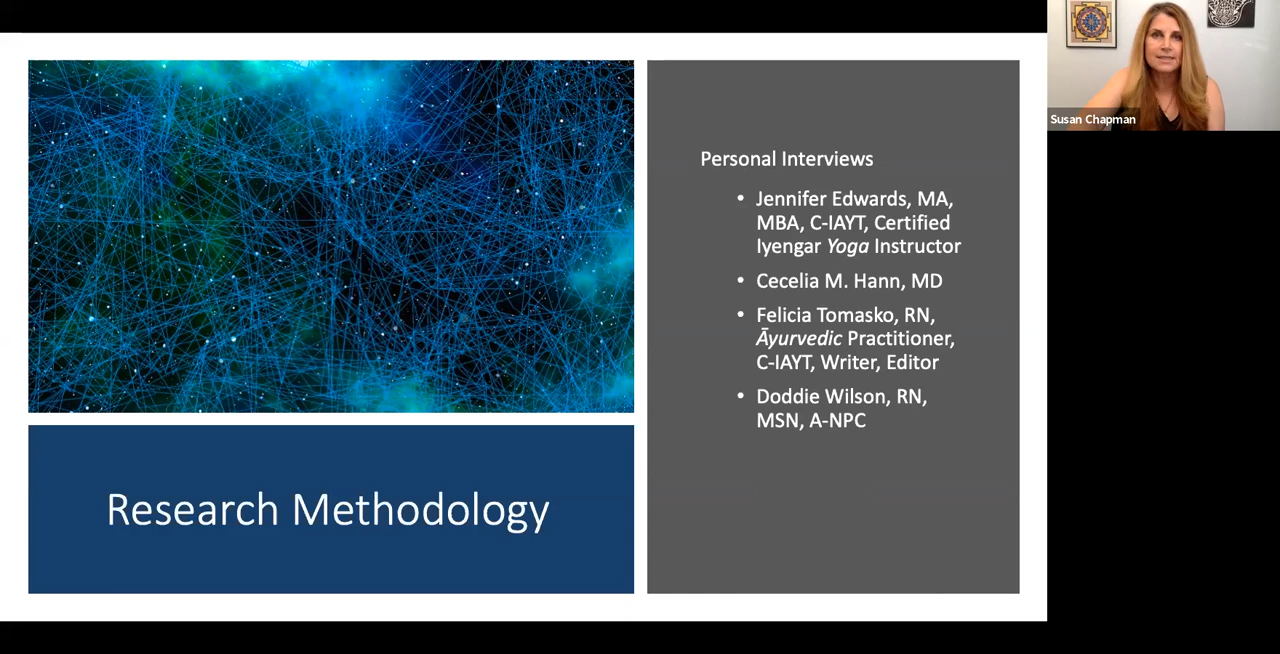 Susan Chapman
Personal Interviews
• Jennifer Edwards, MA,
MBA, C-IAYT, Certified
Iyengar Yoga Instructor
• Cecelia M. Hann, MD
• Felicia Tomasko, RN,
Āyurvedic Practitioner,
C-IAYT, Writer, Editor
• Doddie Wilson, RN,
MSN, A-NPC
Research Methodology